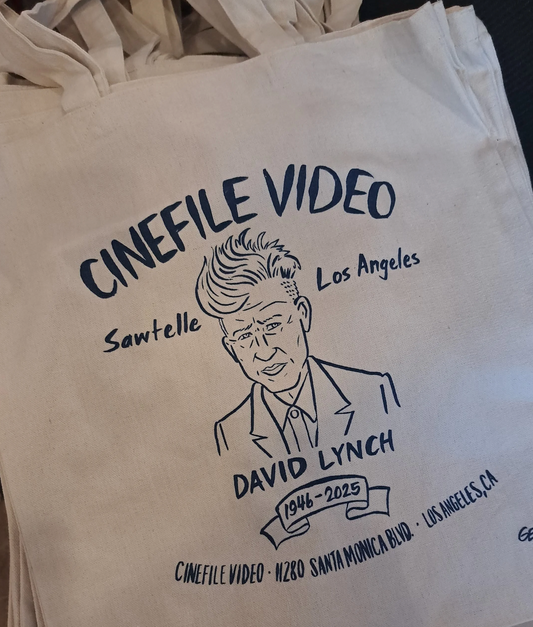 CINEFILE VIDEO
Sawtelle
Los Angeles
DAVID LYNCH
1946-2025
CINEFILE VIDEO · 11280 SANTA MONICA BLVD. · LOS ANGELES, CA